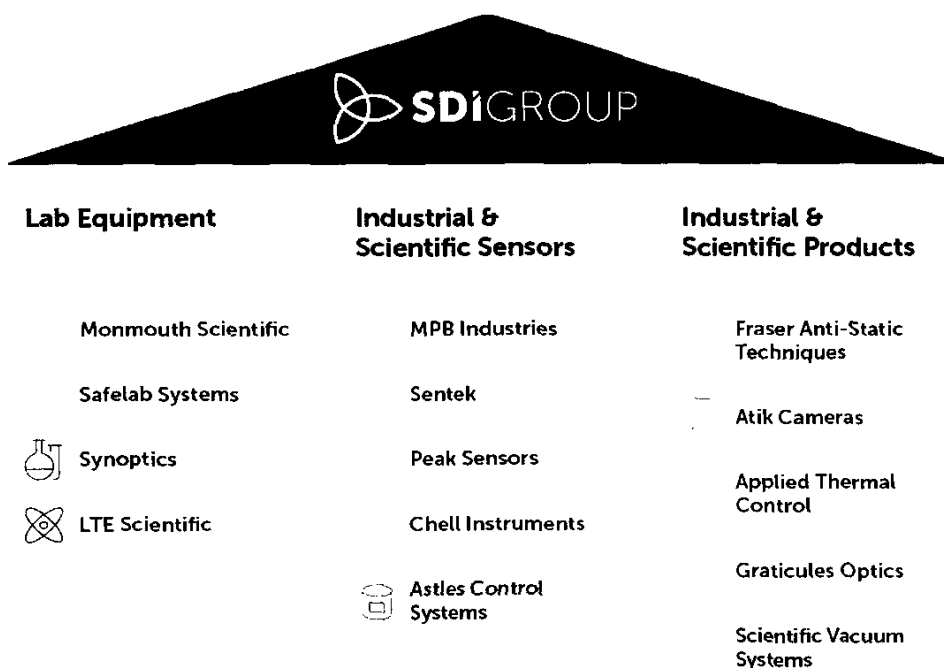 SDiGROUP
Lab Equipment
Monmouth Scientific
Safelab Systems
Synoptics
LTE Scientific
Industrial &
Scientific Sensors
MPB Industries
Sentek
Peak Sensors
Chell Instruments
Astles Control
Systems
Industrial &
Scientific Products
Fraser Anti-Static
Techniques
Atik Cameras
Applied Thermal
Control
Graticules Optics
Scientific Vacuum
Systems